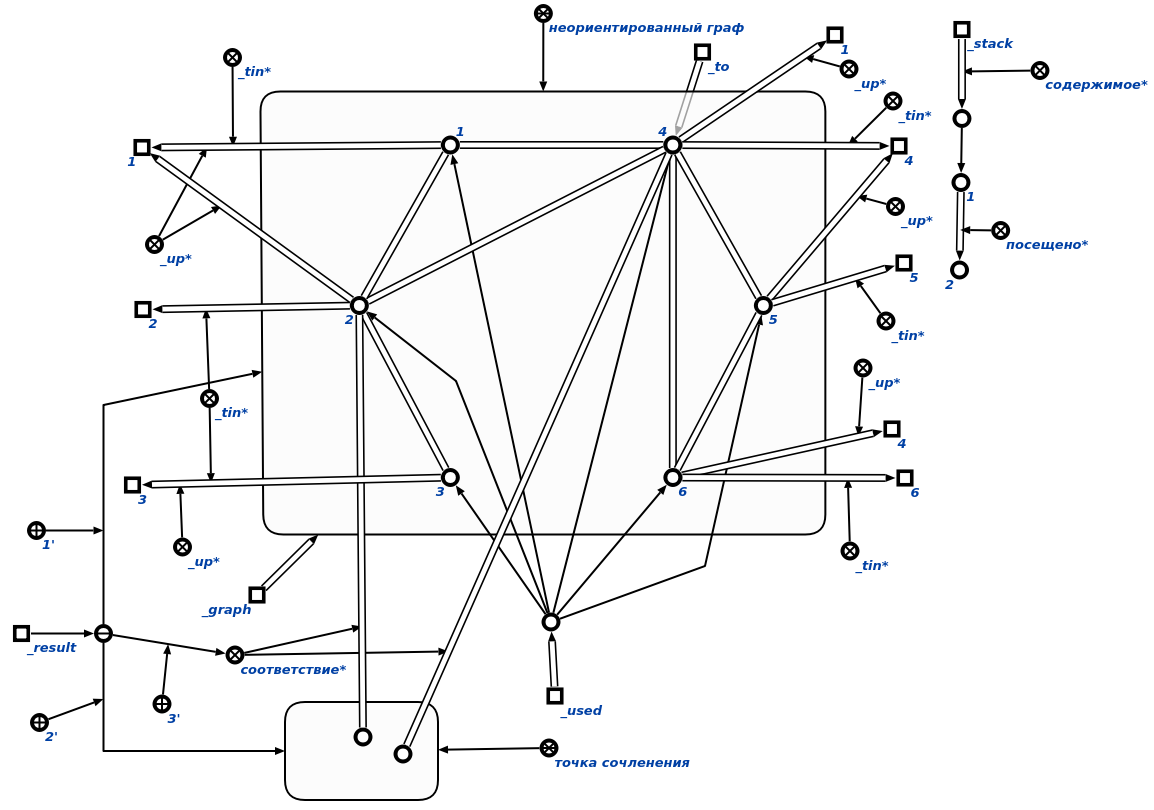 неориентированный граф
_stack
1
_to
_tin*
_up*
содержимое*
_tin*
1
4
1
4
1
_up*
_up*
посещено*
_up*
5
2
2
2
5
_tin*
_up*
_tin*
4
3
3
6
6
1'
_up*
_tin*
_graph
_result
соответствие*
3'
_used
2'
точка сочленения